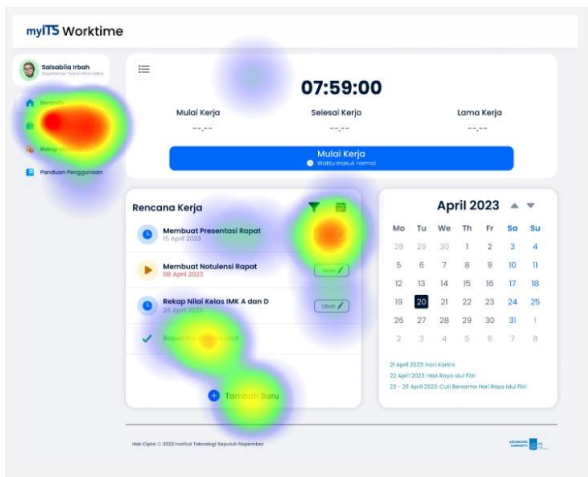 myITS Worktime
Salsabila Irbah
07:59:00
Mulai Kerja
Selesai Kerja
Lama Kerja
--,--
--,--
--,--
Mulai Kerja
Waktu masuk normal
Beranda
Panduan Penggunaan
Rencana Kerja
Membuat Presentasi Rapat
15 April 2023
Membuat Notulensi Rapat
08 April 2023
Ubah
Rekap Nilai Kelas IMK A dan D
25 April 2023
Ubah
Tambah Baru
April 2023
Mo Tu We Th Fr Sa Su
28 29 30 1 2 3 4
5 6 7 8 9 10 11
12 13 14 15 16 17 18
19 20 21 22 23 24 25
26 27 28 29 30 31 1
2 3 4 5 6 7 8
21 April 2023: Hari Kartini
22 April 2023: Hari Raya Idul Fitri
23 - 25 April 2023: Cuti Bersama Hari Raya Idul Fitri
Hak Cipta © 2023 Institut Teknologi Sepuluh Nopember